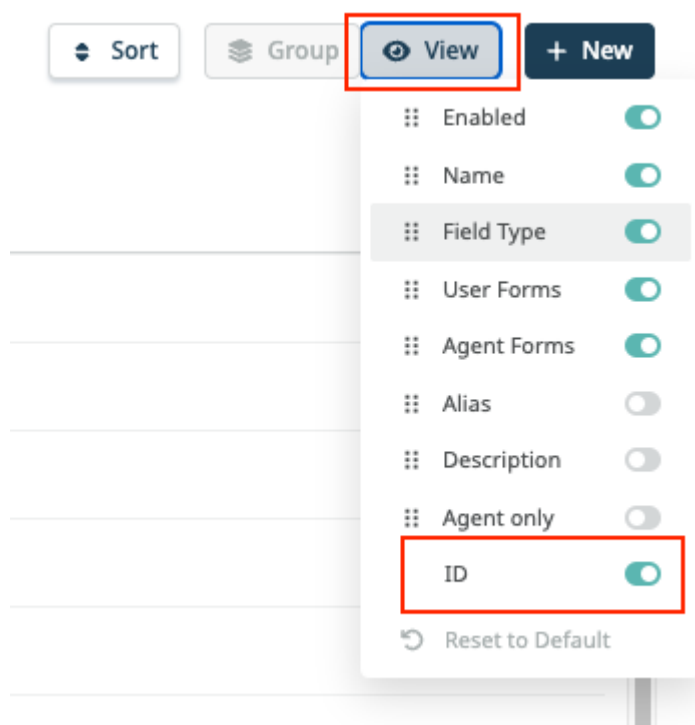 Sort
Group
View
+ New
Enabled
Name
Field Type
User Forms
Agent Forms
Alias
Description
Agent only
ID
Reset to Default